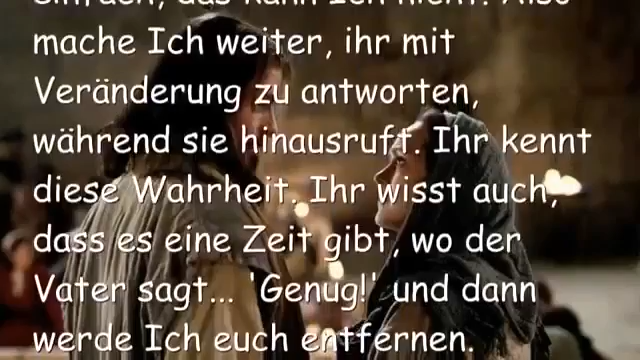 einfach, das kann Ich nicht. Also
mache Ich weiter, ihr mit
Veränderung zu antworten,
während sie hinausruft. Ihr kennt
diese Wahrheit. Ihr wisst auch,
dass es eine Zeit gibt, wo der
Vater sagt... 'Genug!' und dann
werde Ich euch entfernen.